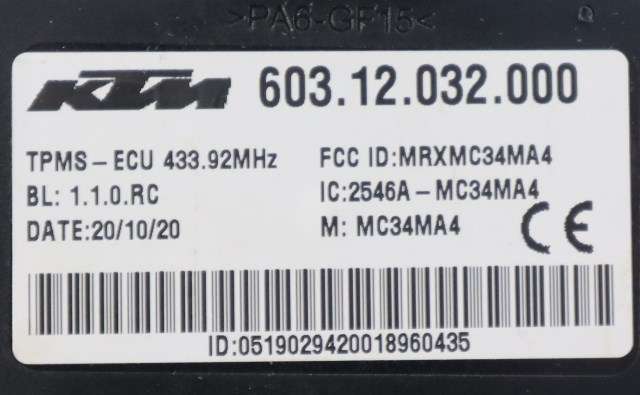 >PA6-GF15<
KTM 603.12.032.000
TPMS-ECU 433.92MHz FCC ID:MRXMC34MA4
BL: 1.1.0.RC IC:2546A-MC34MA4
DATE:20/10/20 M: MC34MA4
CE
ID:0519029420018960435